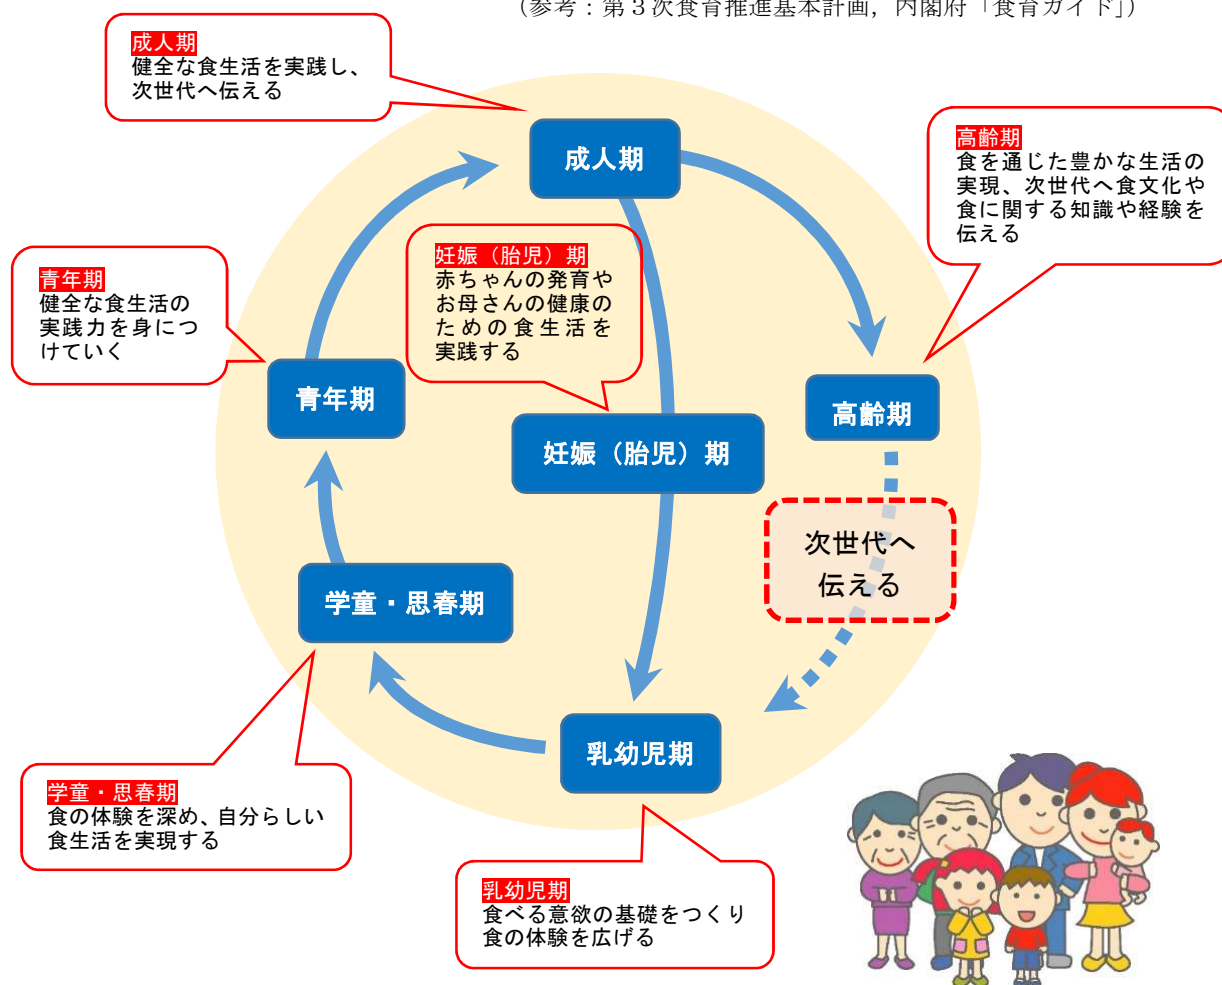 （参考：第３次食育推進基本計画，内閣府「食育ガイド」）
成人期
健全な食生活を実践し、
次世代へ伝える
成人期
高齢期
食を通じた豊かな生活の
実現、次世代へ食文化や
食に関する知識や経験を
伝える
青年期
健全な食生活の
実践力を身につ
けていく
妊娠（胎児）期
赤ちゃんの発育や
お母さんの健康の
ための食生活を
実践する
青年期
高齢期
妊娠（胎児）期
次世代へ
伝える
学童・思春期
乳幼児期
学童・思春期
食の体験を深め、自分らしい
食生活を実現する
乳幼児期
食べる意欲の基礎をつくり
食の体験を広げる